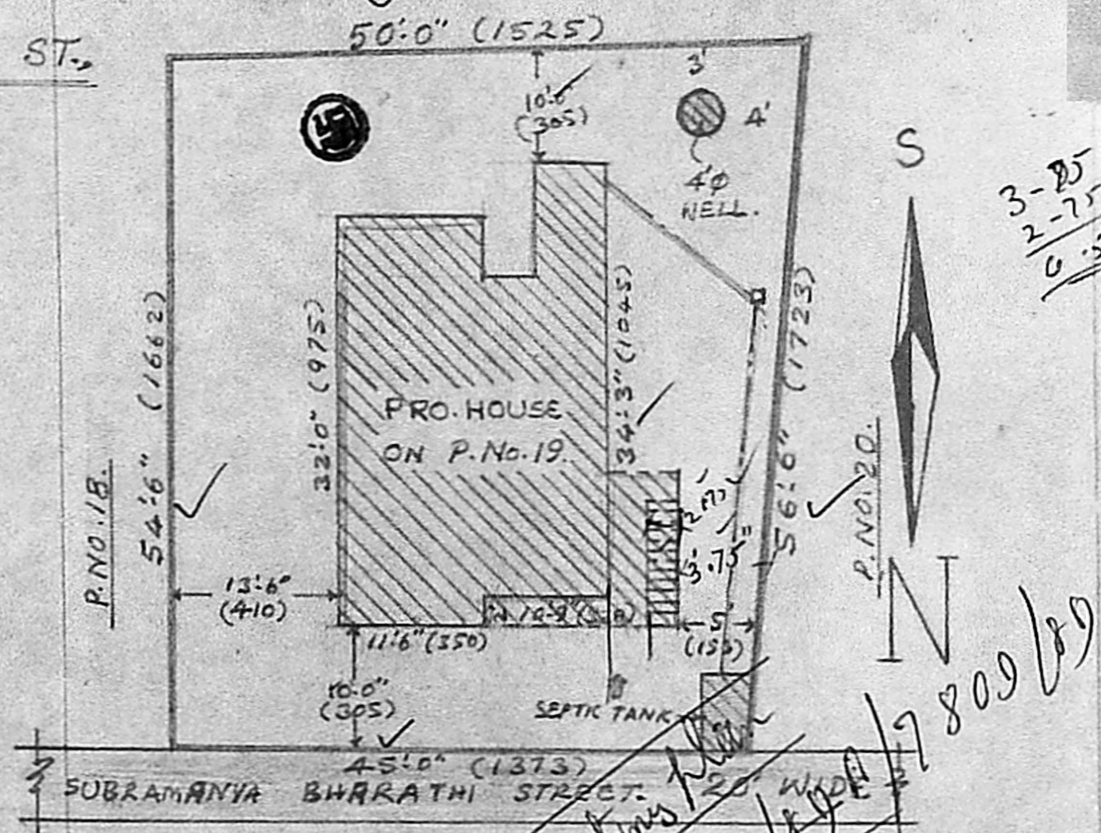 50'-0" (1525)
ST.,
3'
10'-0"
(305)
4'
4'φ
WELL.
S
3-75
2-75
54'-6" (1662)
32'-0" (975)
34'-3" (1045)
56'-6" (1723)
PRO. HOUSE
ON P.No.19.
P.NO.18.
P.NO.20.
3'.75"
13'-6"
(410)
11'-6" (350)
5'
N
10'-0"
(305)
SEPTIC TANK
45'-0" (1373)
SUBRAMANYA BHARATHI STREET. 20' WIDE
7809/89